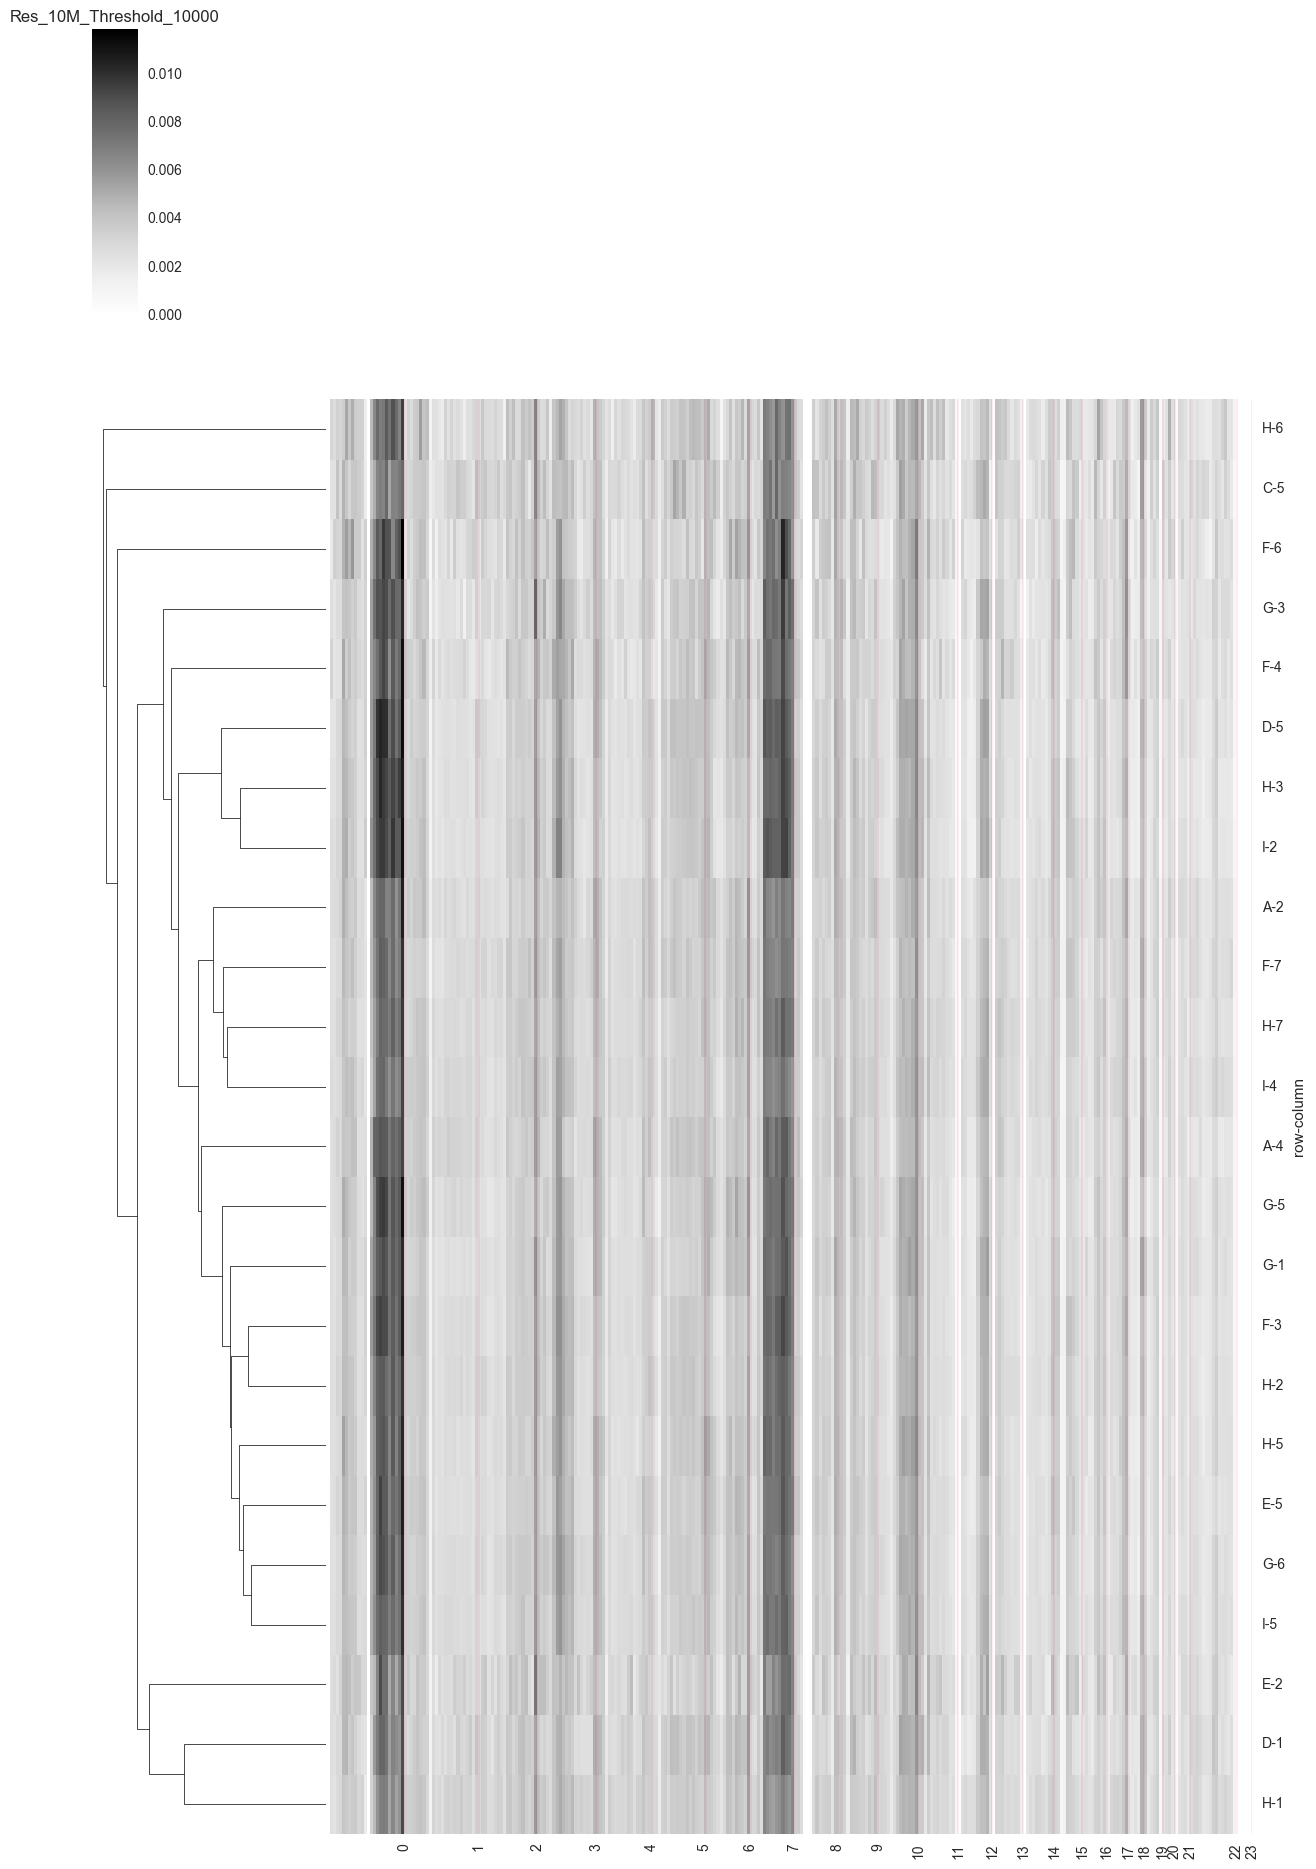 Res_10M_Threshold_10000
0.010
0.008
0.006
0.004
0.002
0.000
H-6
C-5
F-6
G-3
F-4
D-5
H-3
I-2
A-2
F-7
H-7
I-4
A-4
G-5
G-1
F-3
H-2
H-5
E-5
G-6
I-5
E-2
D-1
H-1
row-column
0 1 2 3 4 5 6 7 8 9 10 11 12 13 14 15 16 17 18 19 20 21 22 23